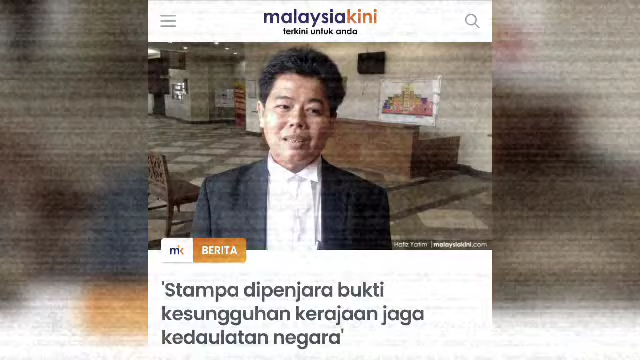 malaysiakini
terkini untuk anda
Hafiz Yatim | malaysiakini.com
mk
BERITA
'Stampa dipenjara bukti
kesungguhan kerajaan jaga
kedaulatan negara'